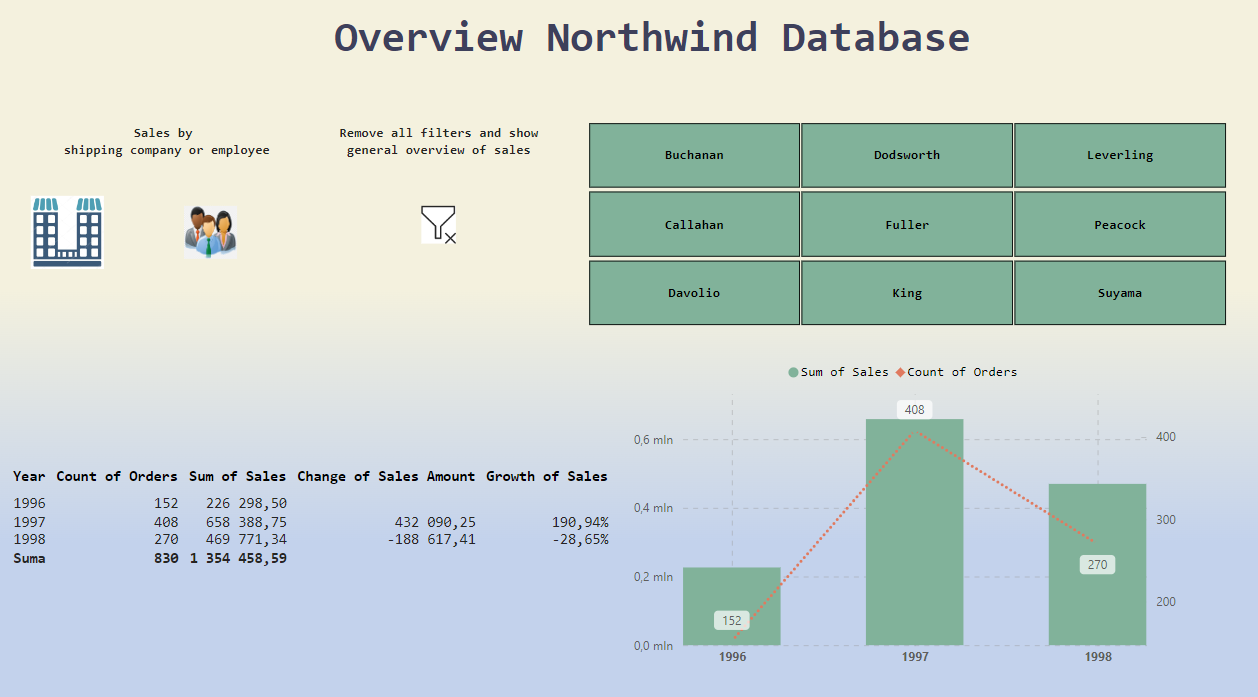 Overview Northwind Database
Sales by
shipping company or employee
Remove all filters and show
general overview of sales
Buchanan Dodsworth Leverling
Callahan Fuller Peacock
Davolio King Suyama
Sum of Sales Count of Orders
Year Count of Orders Sum of Sales Change of Sales Amount Growth of Sales
1996 152 226 298,50
1997 408 658 388,75 432 090,25 190,94%
1998 270 469 771,34 -188 617,41 -28,65%
Suma 830 1 354 458,59
408
0,6 mln 400
0,4 mln 300
270
0,2 mln 200
152
0,0 mln
1996 1997 1998